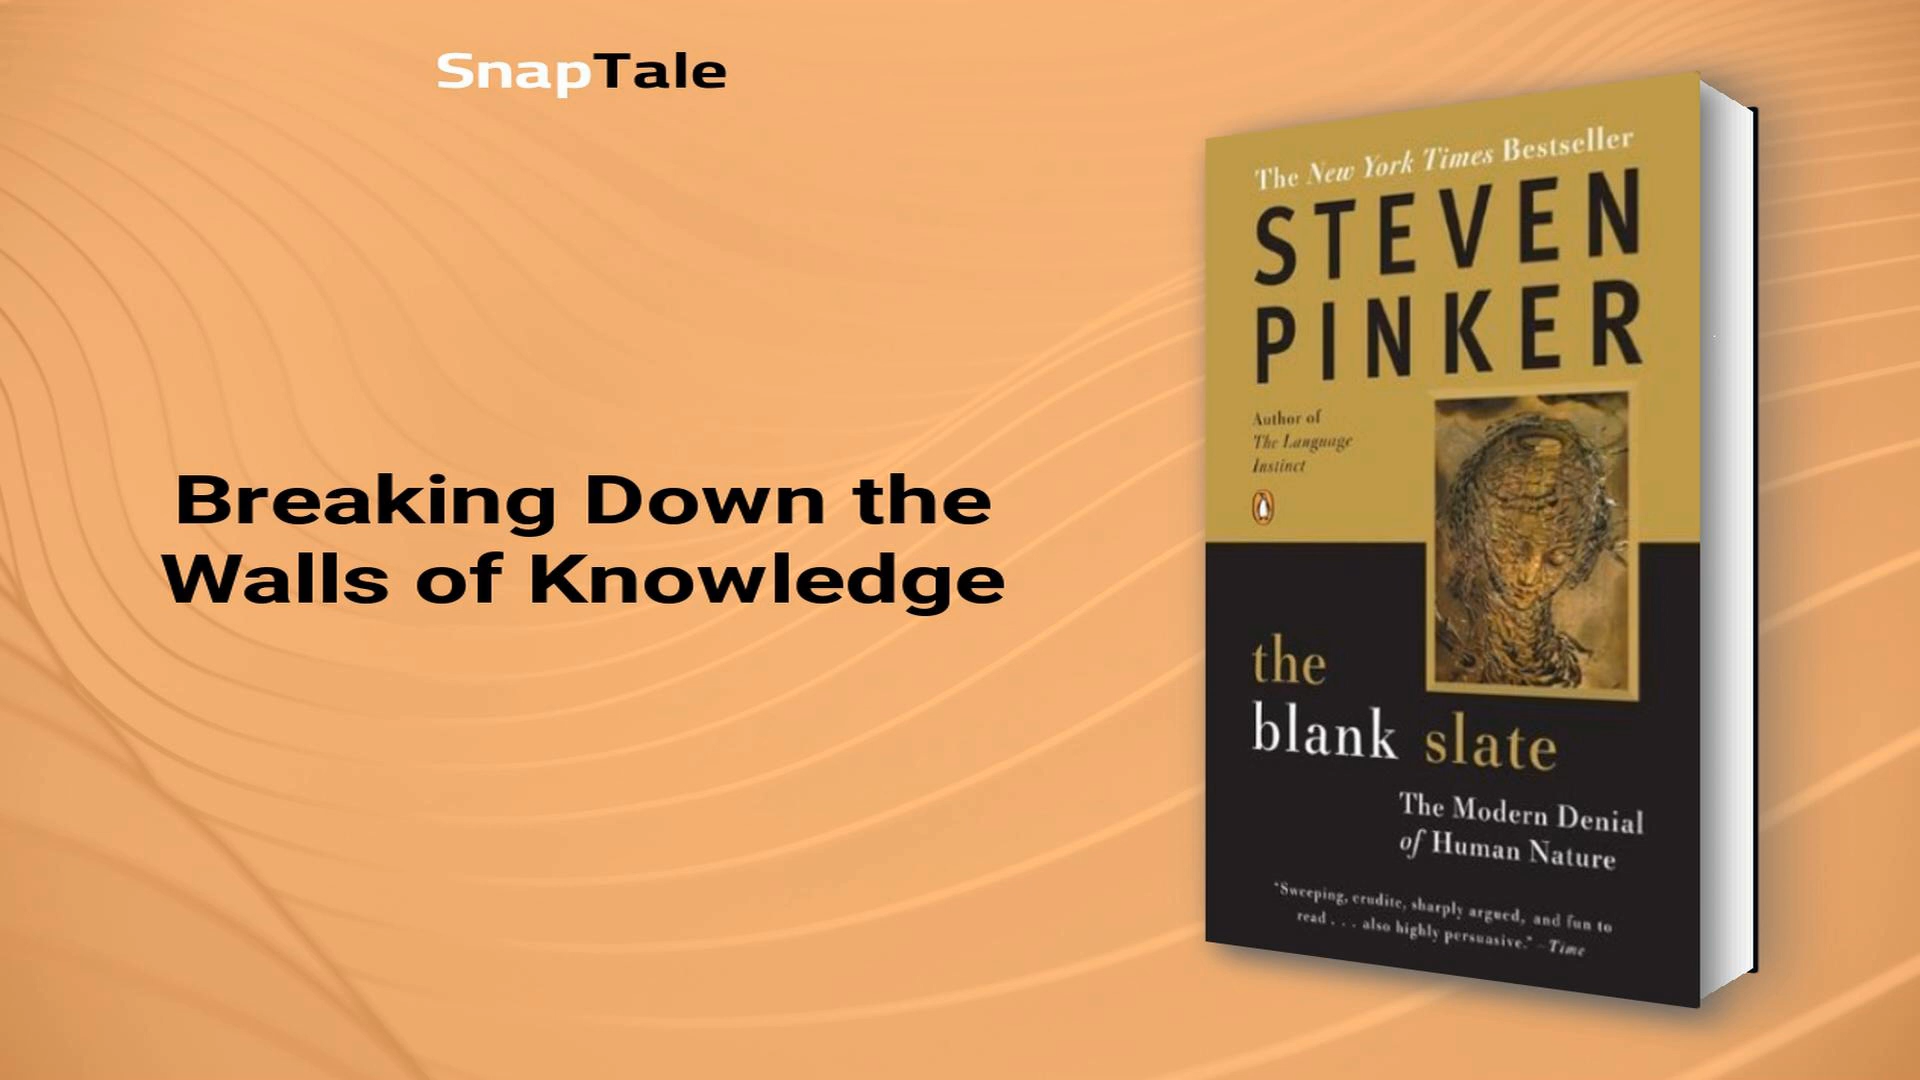 SnapTale
Breaking Down the
Walls of Knowledge
The New York Times Bestseller
STEVEN
PINKER
Author of
The Language
Instinct
the
blank slate
The Modern Denial
of Human Nature
"Sweeping, erudite, sharply argued, and fun to
read . . . also highly persuasive." –Time